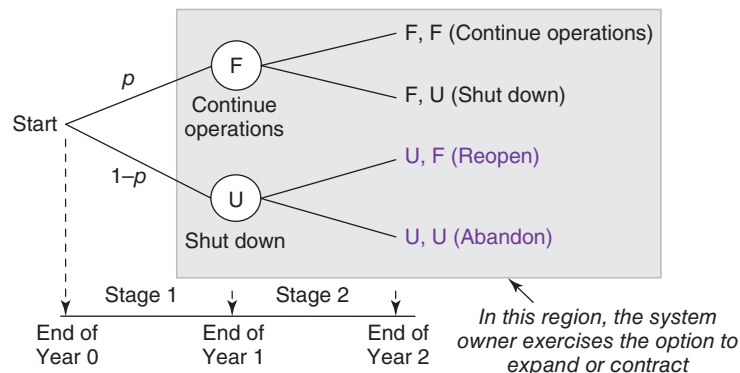 F, F (Continue operations)
p
F
Continue
operations
F, U (Shut down)
Start
U, F (Reopen)
1–p
U
Shut down
U, U (Abandon)
Stage 1
Stage 2
End of
Year 0
End of
Year 1
End of
Year 2
In this region, the system
owner exercises the option to
expand or contract